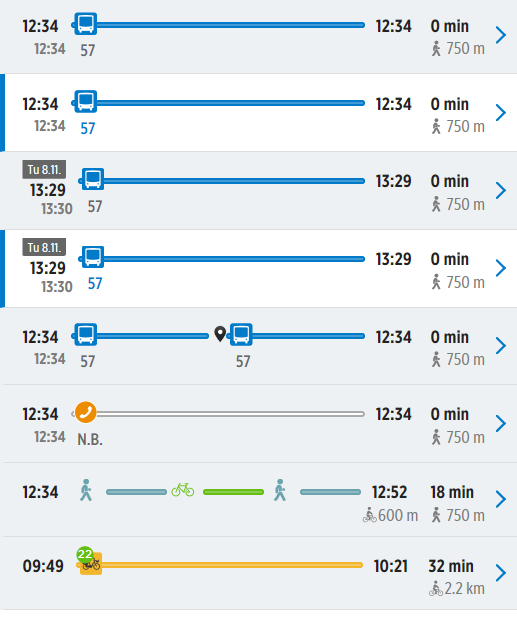 12:34 12:34 0 min
12:34 57 750 m
12:34 12:34 0 min
12:34 57 750 m
Tu 8.11.
13:29 13:29 0 min
13:30 57 750 m
Tu 8.11.
13:29 13:29 0 min
13:30 57 750 m
12:34 12:34 0 min
12:34 57 57 750 m
12:34 12:34 0 min
12:34 N.B. 750 m
12:34 12:52 18 min
600 m 750 m
22
09:49 10:21 32 min
2.2 km